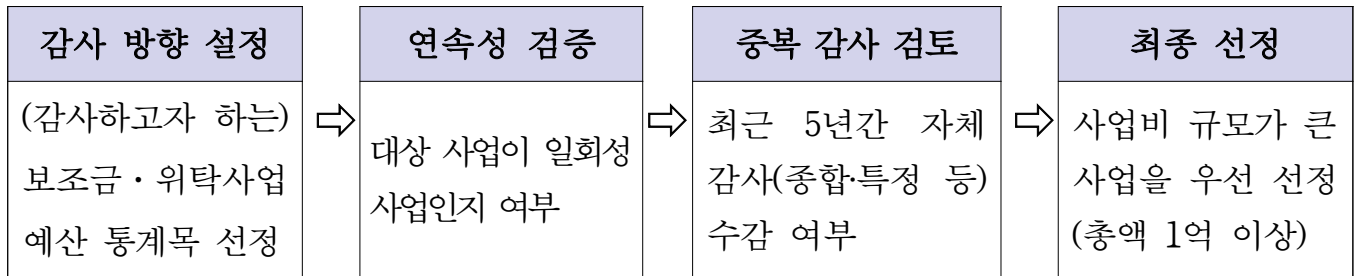 감사 방향 설정
(감사하고자 하는)
보조금・위탁사업
예산 통계목 선정
⇨
연속성 검증
대상 사업이 일회성
사업인지 여부
⇨
중복 감사 검토
최근 5년간 자체
감사(종합·특정 등)
수감 여부
⇨
최종 선정
사업비 규모가 큰
사업을 우선 선정
(총액 1억 이상)